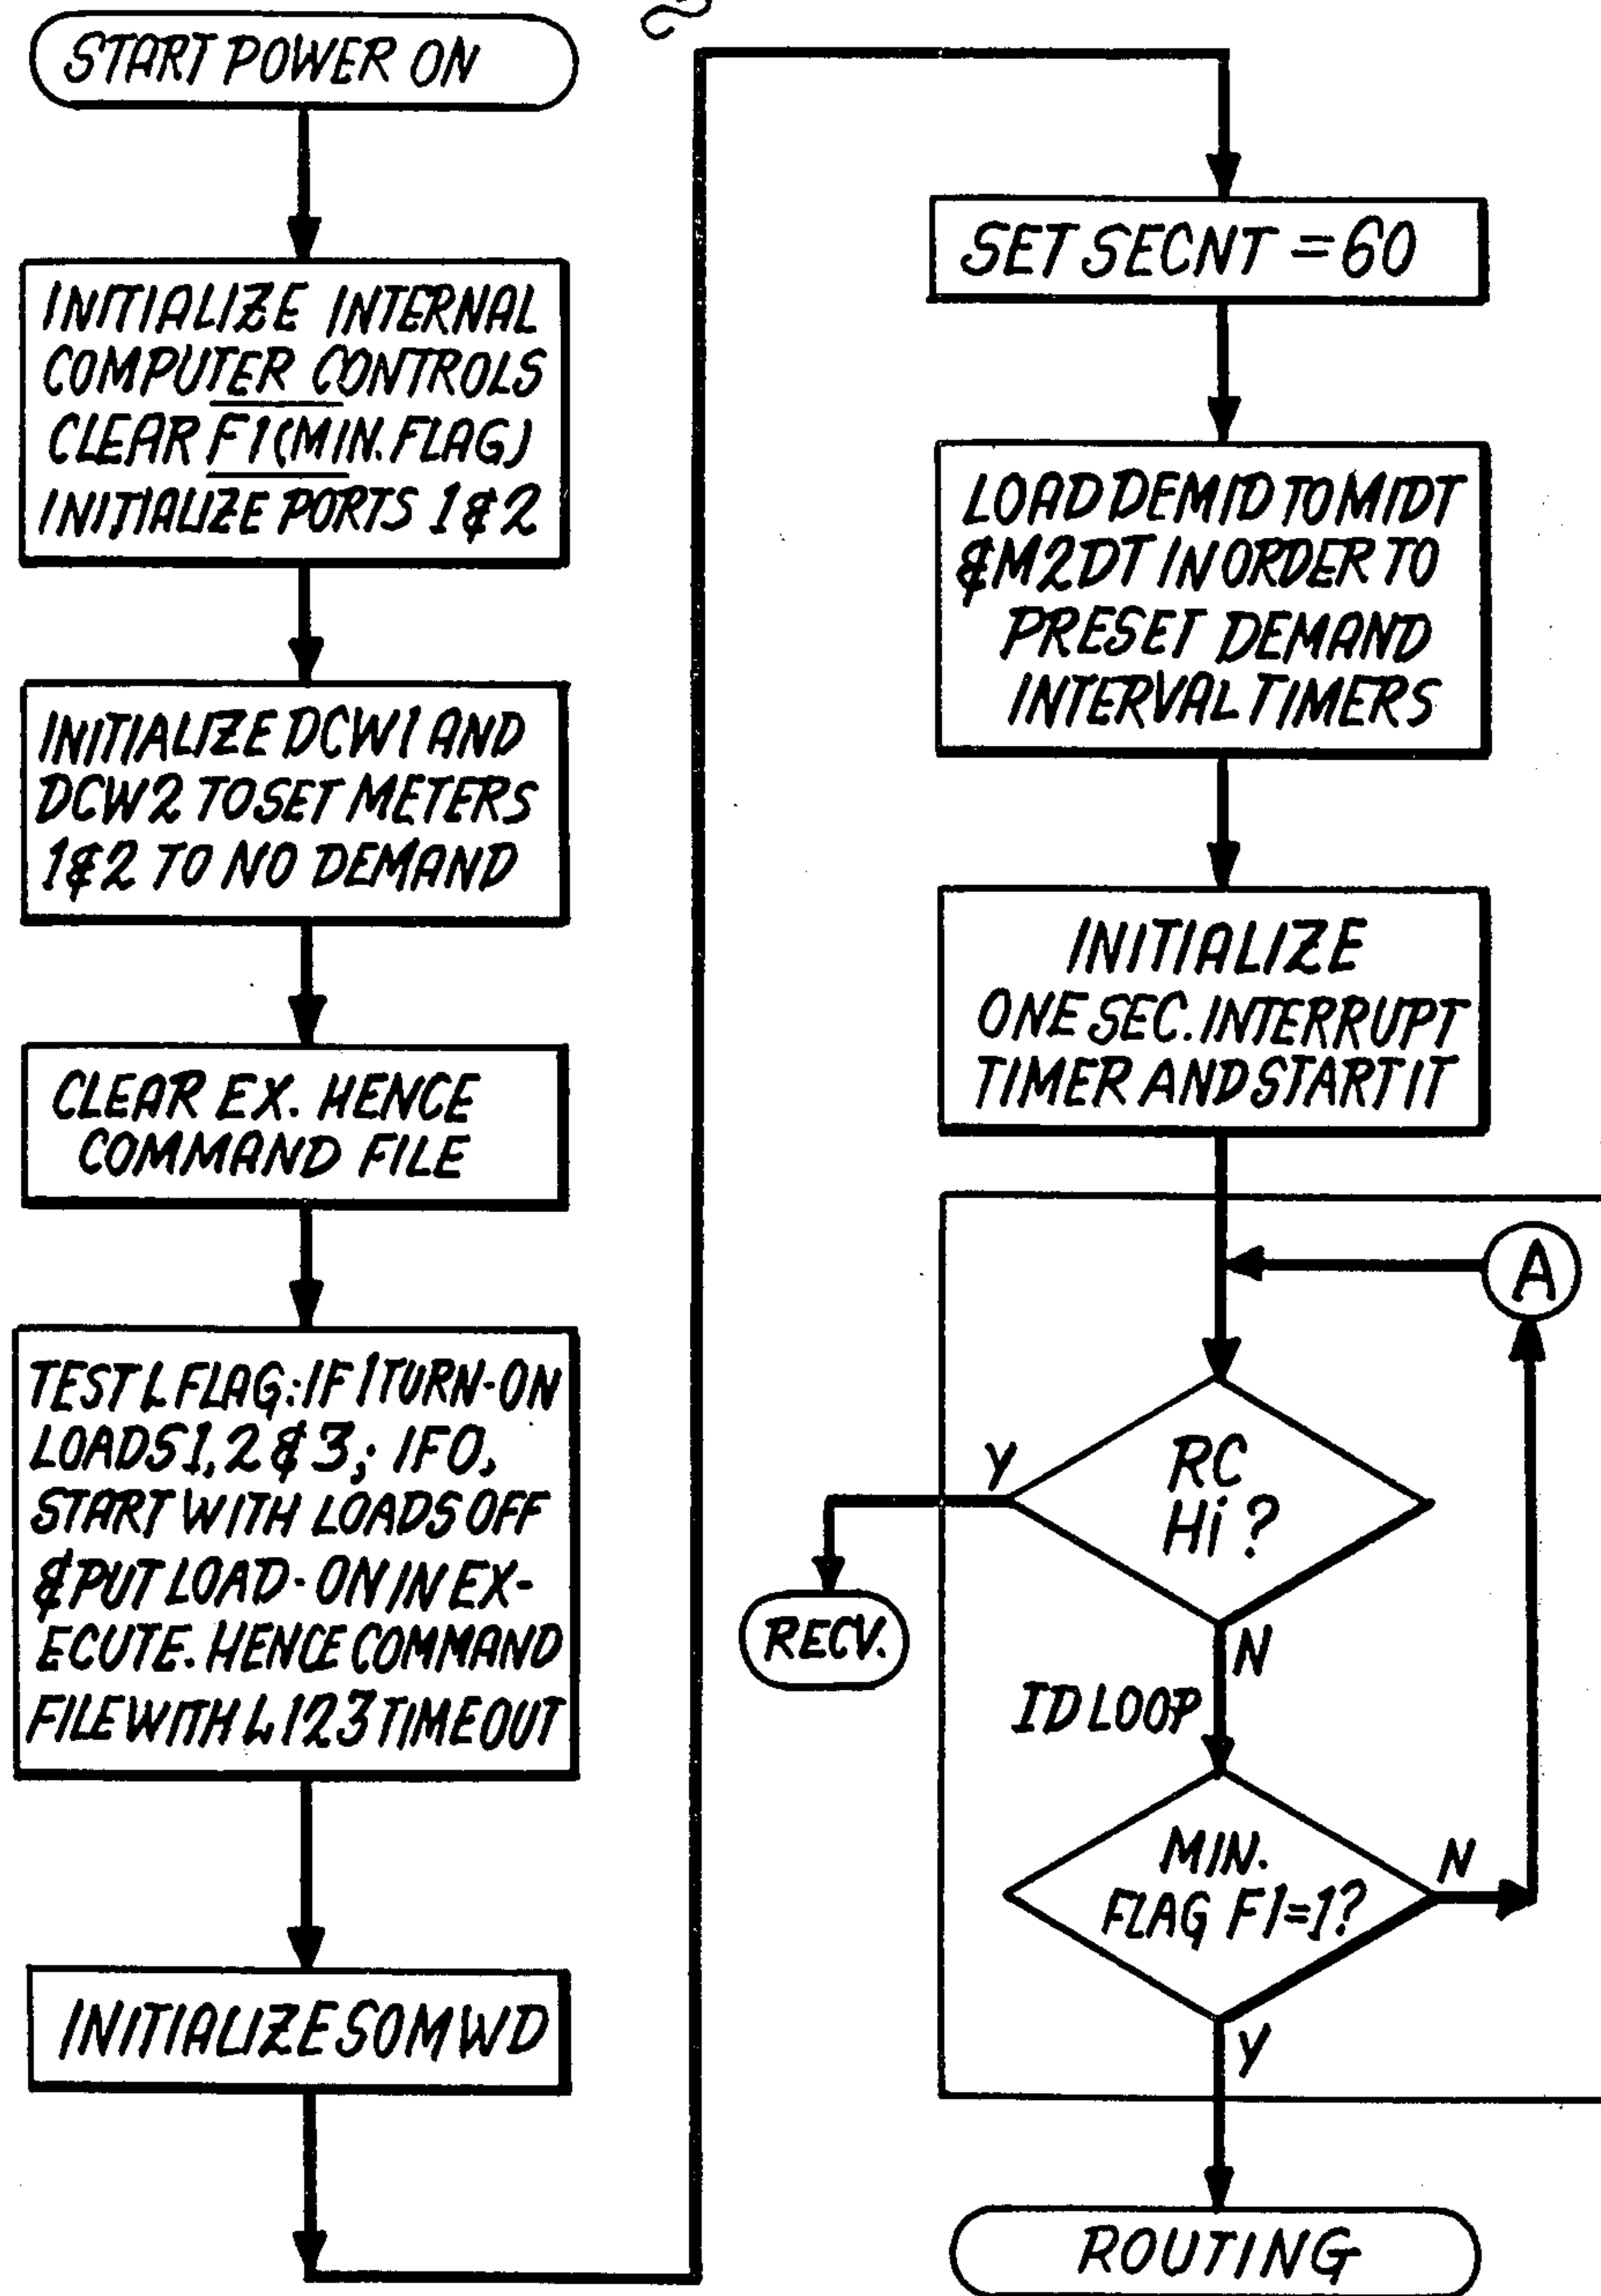 START POWER ON
INITIALIZE INTERNAL
COMPUTER CONTROLS
CLEAR F1(MIN.FLAG)
INITIALIZE PORTS 1&2
INITIALIZE DCW1 AND
DCW2 TO SET METERS
1&2 TO NO DEMAND
CLEAR EX. HENCE
COMMAND FILE
TEST L FLAG: IF 1 TURN-ON
LOADS 1, 2 & 3; IF 0,
START WITH LOADS OFF
& PUT LOAD-ON IN EX-
ECUTE. HENCE COMMAND
FILE WITH L123 TIMEOUT
INITIALIZE SOMWD
SET SECNT = 60
LOAD DEMID TO MIDT
& M2DT IN ORDER TO
PRESET DEMAND
INTERVAL TIMERS
INITIALIZE
ONE SEC. INTERRUPT
TIMER AND START IT
A
RC
Hi ?
Y
N
RECV.
ID LOOP
MIN.
FLAG F1=1?
N
Y
ROUTING